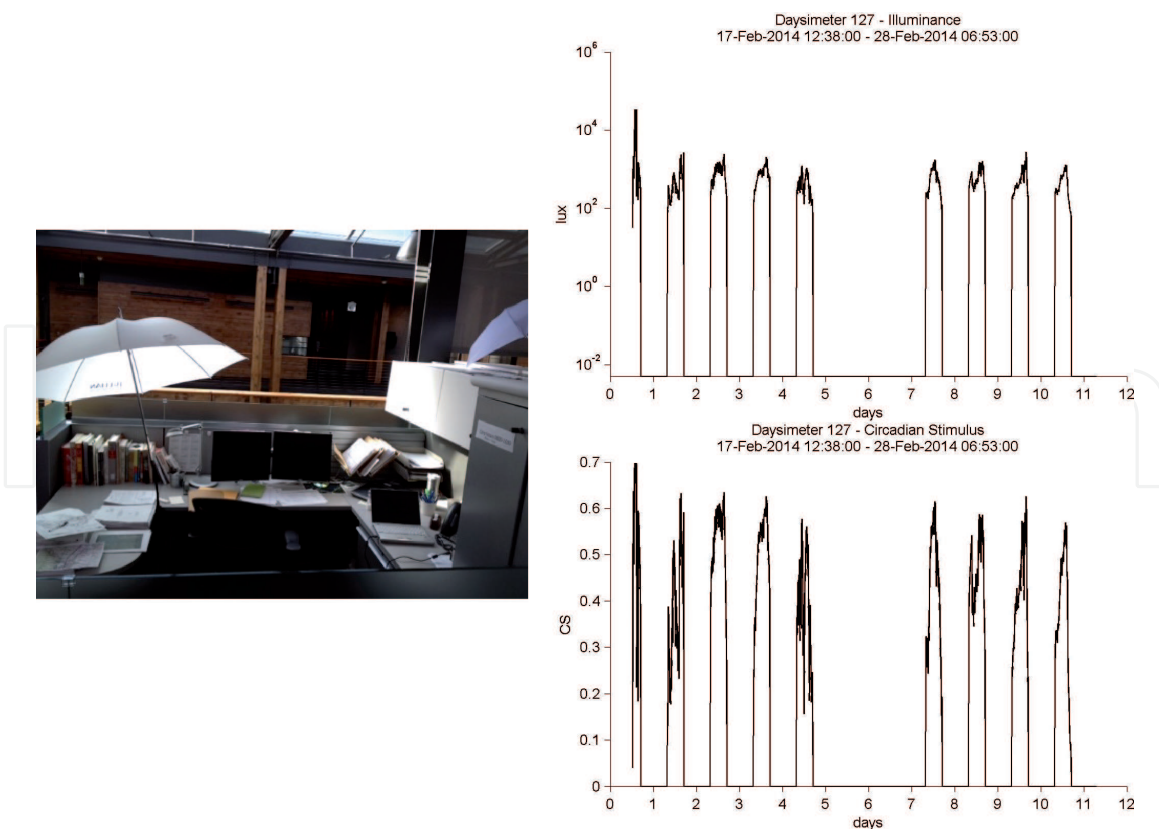 Daysimeter 127 - Illuminance
17-Feb-2014 12:38:00 - 28-Feb-2014 06:53:00
10^6
10^4
10^2
10^0
10^-2
lux
0 1 2 3 4 5 6 7 8 9 10 11 12
days
Daysimeter 127 - Circadian Stimulus
17-Feb-2014 12:38:00 - 28-Feb-2014 06:53:00
0.7
0.6
0.5
0.4
0.3
0.2
0.1
0
CS
0 1 2 3 4 5 6 7 8 9 10 11 12
days